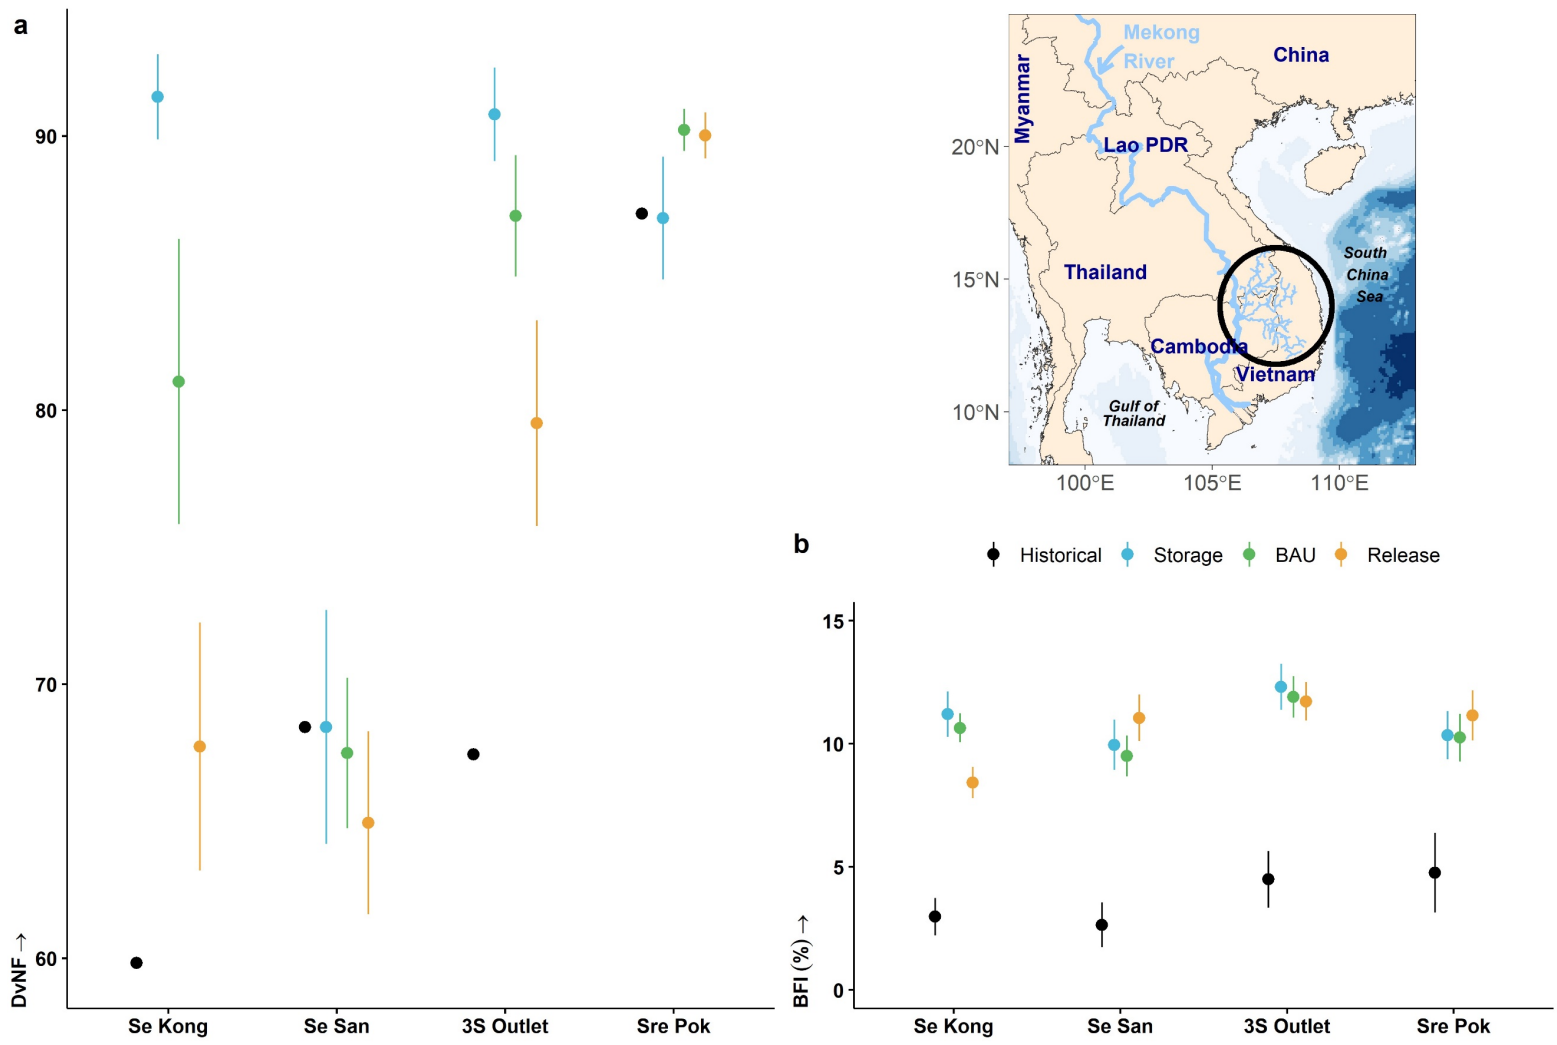 a
90
80
70
60
DvNF →
Se Kong
Se San
3S Outlet
Sre Pok
Mekong
River
China
Myanmar
Lao PDR
Thailand
Cambodia
Vietnam
South
China
Sea
Gulf of
Thailand
20°N
15°N
10°N
100°E
105°E
110°E
b
Historical
Storage
BAU
Release
15
10
5
0
BFI (%) →
Se Kong
Se San
3S Outlet
Sre Pok